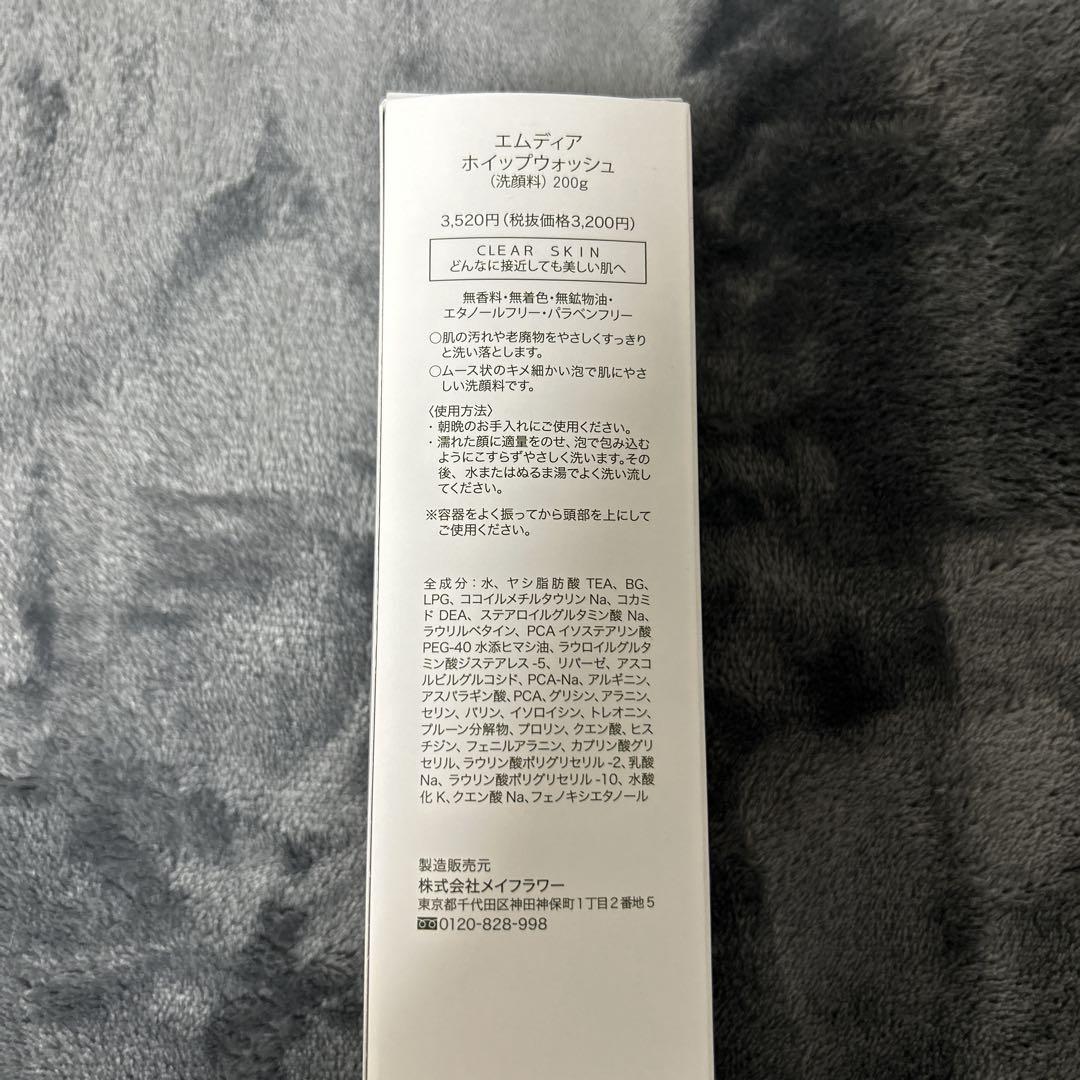 エムディア
ホイップウォッシュ
(洗顔料) 200g
3,520円(税抜価格3,200円)
CLEAR SKIN
どんなに接近しても美しい肌へ
無香料・無着色・無鉱物油・
エタノールフリー・パラベンフリー
○肌の汚れや老廃物をやさしくすっきり
と洗い落とします。
○ムース状のキメ細かい泡で肌にやさ
しい洗顔料です。
〈使用方法〉
・朝晩のお手入れにご使用ください。
・濡れた顔に適量をのせ、泡で包み込む
ようにこすらずやさしく洗います。その
後、水またはぬるま湯でよく洗い流し
てください。
※容器をよく振ってから頭部を上にして
ご使用ください。
全成分：水、ヤシ脂肪酸 TEA、BG、
LPG、ココイルメチルタウリン Na、コカミ
ド DEA、ステアロイルグルタミン酸 Na、
ラウリルベタイン、PCA イソステアリン酸
PEG-40 水添ヒマシ油、ラウロイルグルタ
ミン酸ジステアレス -5、リパーゼ、アスコ
ルビルグルコシド、PCA-Na、アルギニン、
アスパラギン酸、PCA、グリシン、アラニン、
セリン、バリン、イソロイシン、トレオニン、
プルーン分解物、プロリン、クエン酸、ヒス
チジン、フェニルアラニン、カプリン酸グリ
セリル、ラウリン酸ポリグリセリル -2、乳酸
Na、ラウリン酸ポリグリセリル -10、水酸
化 K、クエン酸 Na、フェノキシエタノール
製造販売元
株式会社メイフラワー
東京都千代田区神田神保町1丁目2番地5
0120-828-998